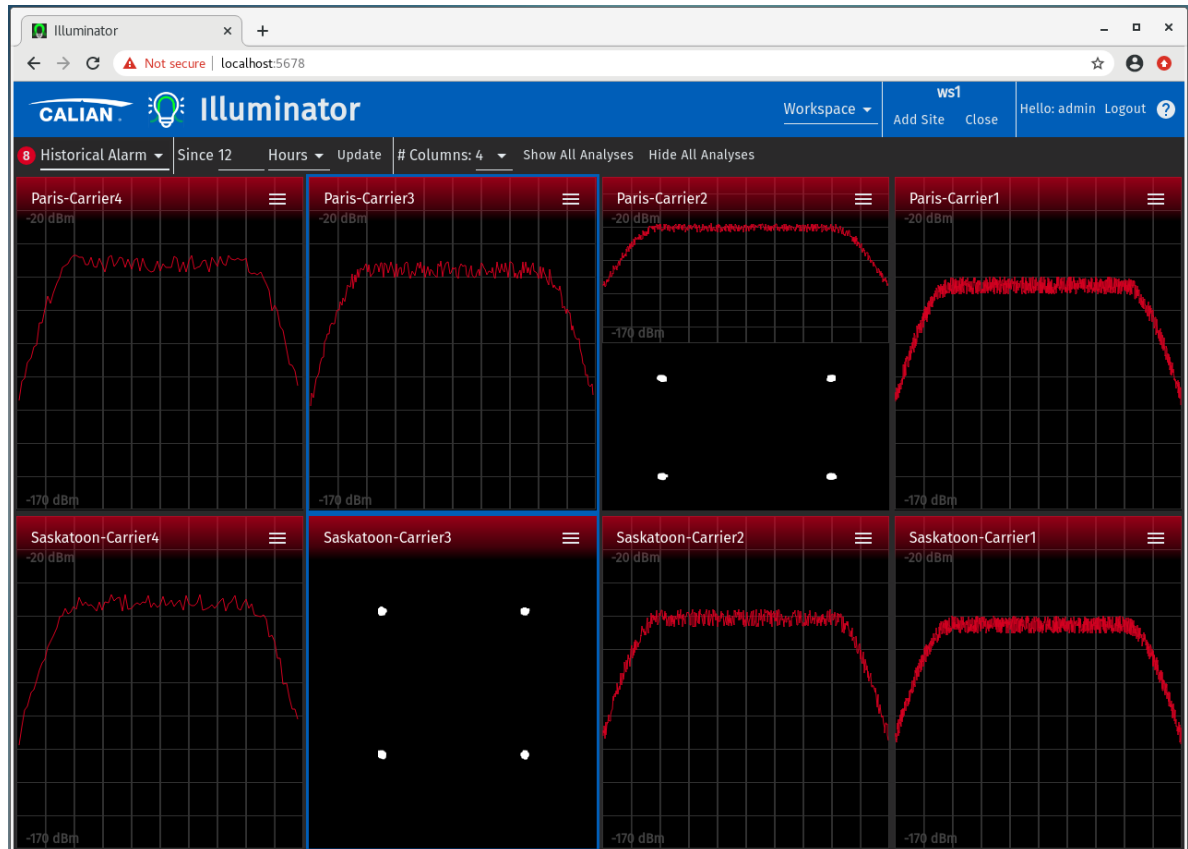 Illuminator
Not secure | localhost:5678
CALIAN. Illuminator Workspace ws1 Add Site Close Hello: admin Logout ?
8 Historical Alarm Since 12 Hours Update # Columns: 4 Show All Analyses Hide All Analyses
Paris-Carrier4 Paris-Carrier3 Paris-Carrier2 Paris-Carrier1
-20 dBm -20 dBm -20 dBm -20 dBm
-170 dBm
-170 dBm -170 dBm -170 dBm
Saskatoon-Carrier4 Saskatoon-Carrier3 Saskatoon-Carrier2 Saskatoon-Carrier1
-20 dBm -20 dBm -20 dBm
-170 dBm -170 dBm -170 dBm